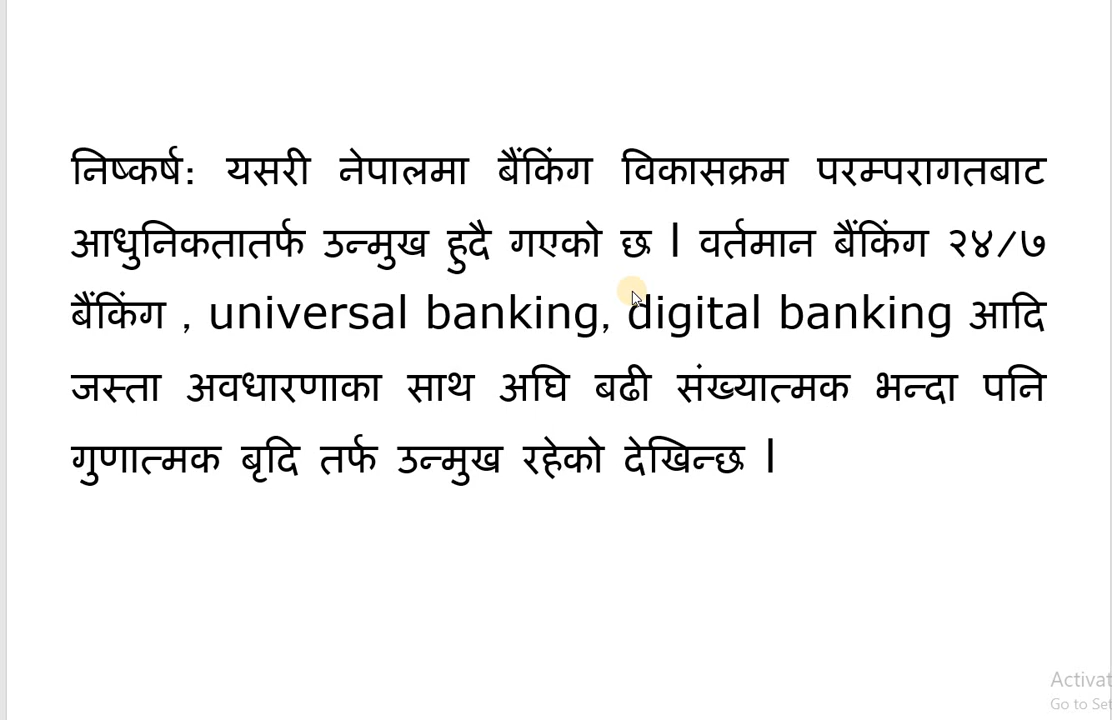 निष्कर्ष: यसरी नेपालमा बैंकिंग विकासक्रम परम्परागतबाट
आधुनिकतातर्फ उन्मुख हुदै गएको छ l वर्तमान बैंकिंग २४/७
बैंकिंग , universal banking, digital banking आदि
जस्ता अवधारणाका साथ अघि बढी संख्यात्मक भन्दा पनि
गुणात्मक बृदि तर्फ उन्मुख रहेको देखिन्छ l
Activat
Go to Set